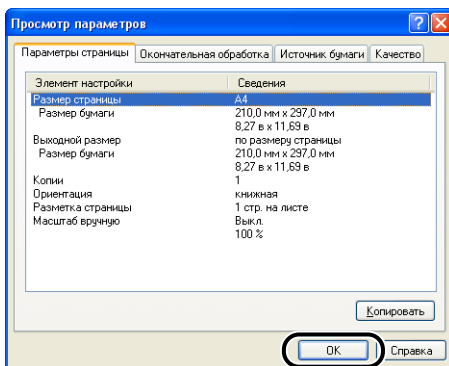 Просмотр параметров
Параметры страницы Окончательная обработка Источник бумаги Качество
Элемент настройки Сведения
Размер страницы A4
Размер бумаги 210,0 мм x 297,0 мм
8,27 в x 11,69 в
Выходной размер по размеру страницы
Размер бумаги 210,0 мм x 297,0 мм
8,27 в x 11,69 в
Копии 1
Ориентация книжная
Разметка страницы 1 стр. на листе
Масштаб вручную Выкл.
100 %
Копировать
OK Справка